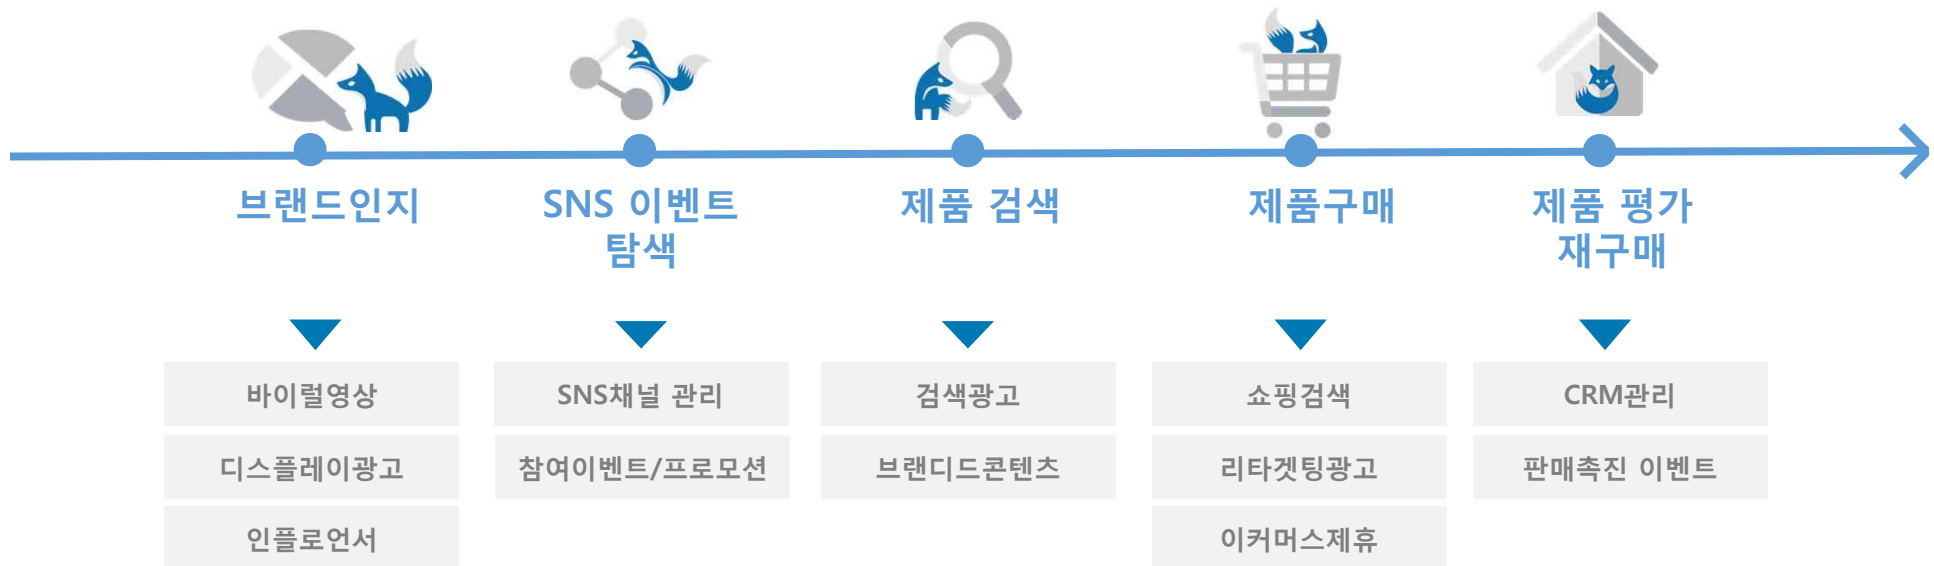 브랜드인지
SNS 이벤트
탐색
제품 검색
제품구매
제품 평가
재구매
바이럴영상
디스플레이광고
인플로언서
SNS채널 관리
참여이벤트/프로모션
검색광고
브랜디드콘텐츠
쇼핑검색
리타겟팅광고
이커머스제휴
CRM관리
판매촉진 이벤트